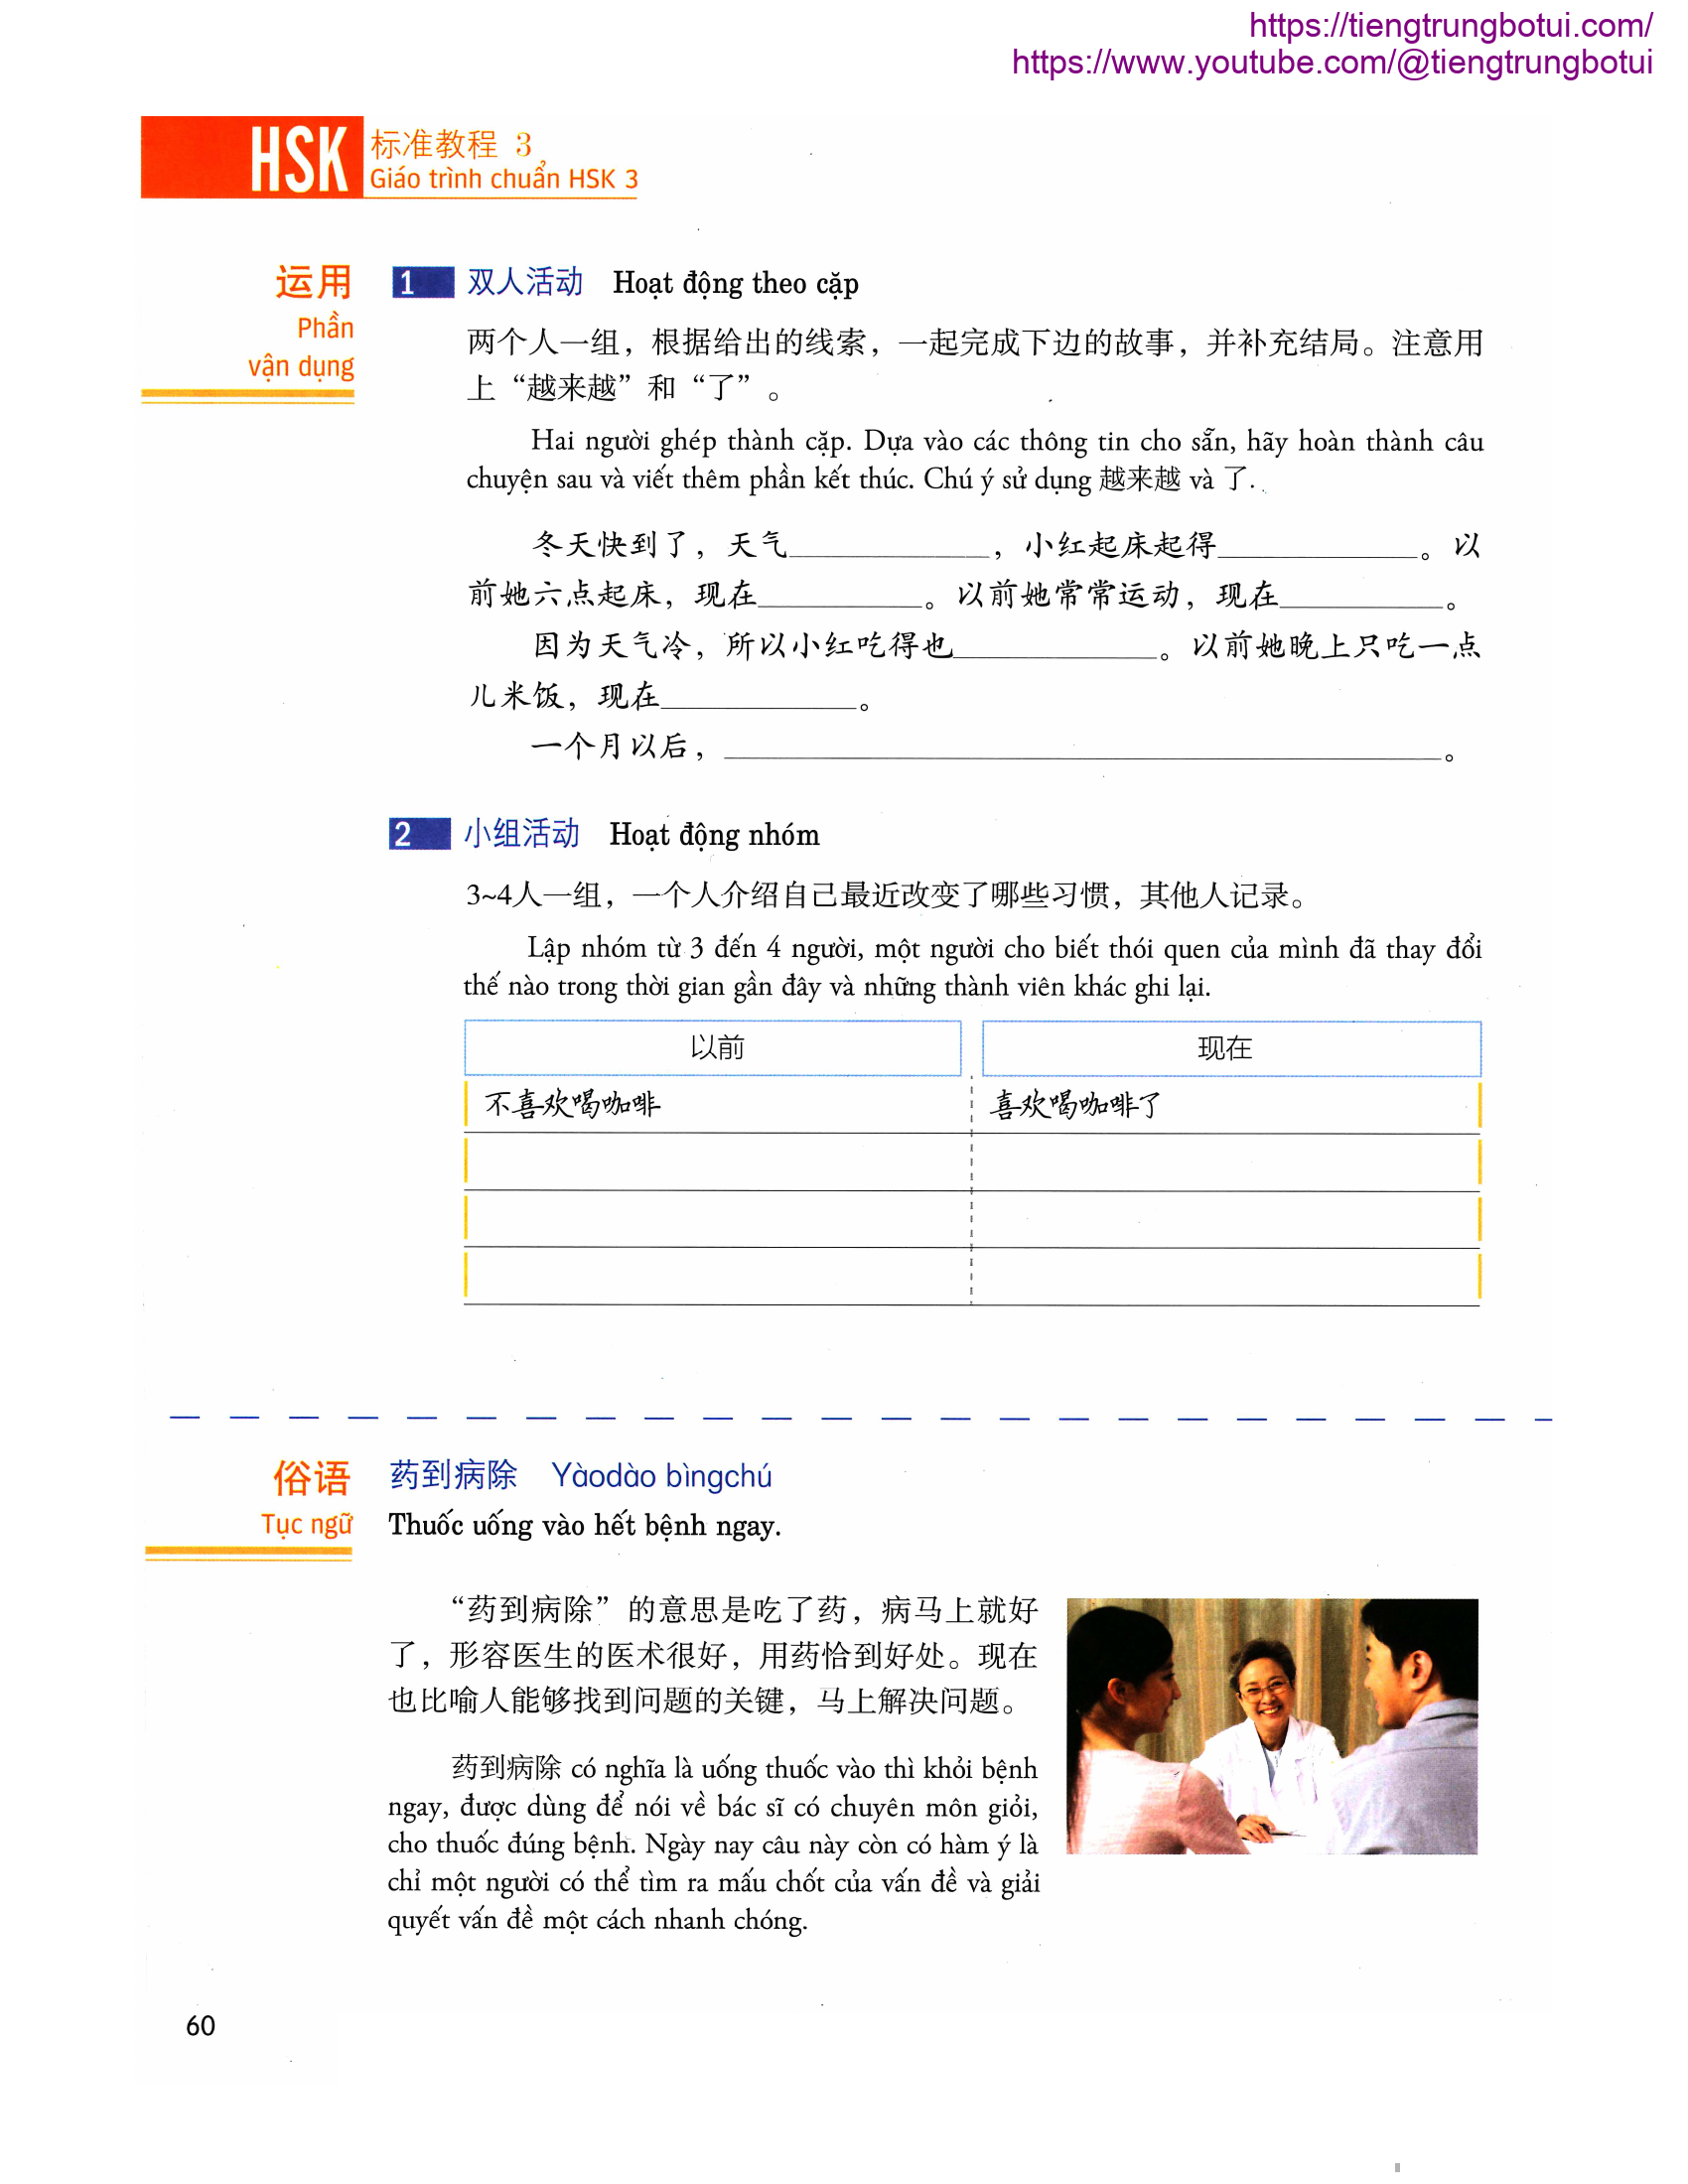 https://tiengtrungbotui.com/
https://www.youtube.com/@tiengtrungbotui
HSK 标准教程 3
Giáo trình chuẩn HSK 3
运用
Phần
vận dụng
1 双人活动 Hoạt động theo cặp
两个人一组，根据给出的线索，一起完成下边的故事，并补充结局。注意用
上“越来越”和“了”。
Hai người ghép thành cặp. Dựa vào các thông tin cho sẵn, hãy hoàn thành câu
chuyện sau và viết thêm phần kết thúc. Chú ý sử dụng 越来越 và 了.
冬天快到了，天气____________，小红起床起得____________。以
前她六点起床，现在__________。以前她常常运动，现在__________。
因为天气冷，所以小红吃得也____________。以前她晚上只吃一点
儿米饭，现在____________。
一个月以后，____________________________________________。
2 小组活动 Hoạt động nhóm
3~4人一组，一个人介绍自己最近改变了哪些习惯，其他人记录。
Lập nhóm từ 3 đến 4 người, một người cho biết thói quen của mình đã thay đổi
thế nào trong thời gian gần đây và những thành viên khác ghi lại.
以前 现在
不喜欢喝咖啡 喜欢喝咖啡了
俗语
Tục ngữ
药到病除 Yàodào bìngchú
Thuốc uống vào hết bệnh ngay.
“药到病除”的意思是吃了药，病马上就好
了，形容医生的医术很好，用药恰到好处。现在
也比喻人能够找到问题的关键，马上解决问题。
药到病除 có nghĩa là uống thuốc vào thì khỏi bệnh
ngay, được dùng để nói về bác sĩ có chuyên môn giỏi,
cho thuốc đúng bệnh. Ngày nay câu này còn có hàm ý là
chỉ một người có thể tìm ra mấu chốt của vấn đề và giải
quyết vấn đề một cách nhanh chóng.
60